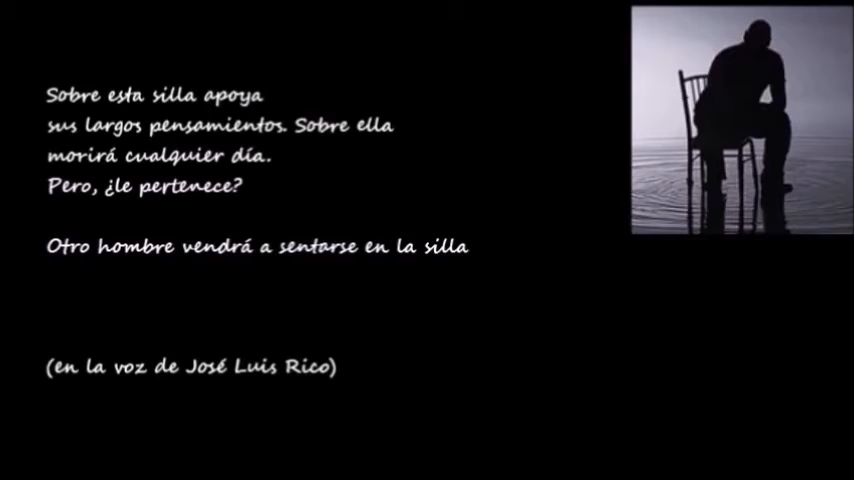 Sobre esta silla apoya
sus largos pensamientos. Sobre ella
morirá cualquier día.
Pero, ¿le pertenece?
Otro hombre vendrá a sentarse en la silla
(en la voz de José Luis Rico)